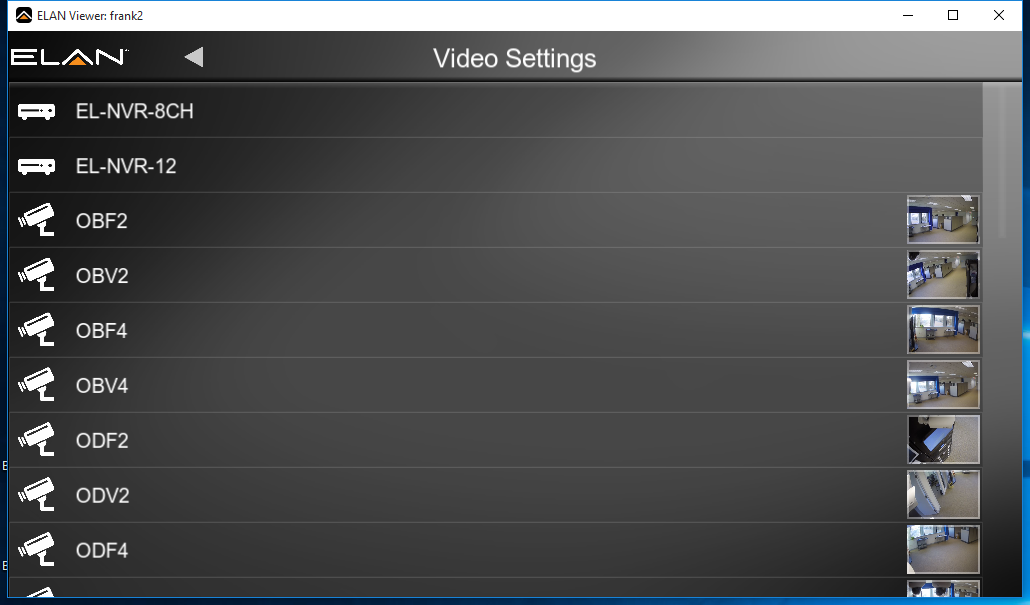 ELAN Viewer: frank2
ELAN
Video Settings
EL-NVR-8CH
EL-NVR-12
OBF2
OBV2
OBF4
OBV4
ODF2
ODV2
ODF4